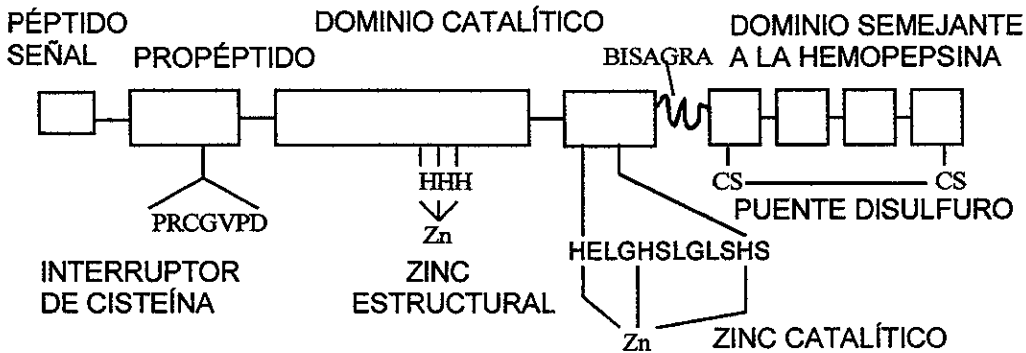 PÉPTIDO
SEÑAL
PROPÉPTIDO
DOMINIO CATALÍTICO
BISAGRA
DOMINIO SEMEJANTE
A LA HEMOPEPSINA
PRCGVPD
INTERRUPTOR
DE CISTEÍNA
HHH
Zn
ZINC
ESTRUCTURAL
HELGHSLGLSHS
Zn
ZINC CATALÍTICO
CS
CS
PUENTE DISULFURO